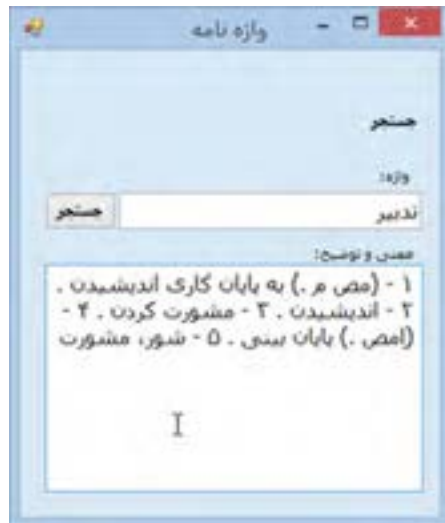 واژه نامه
جستجو
واژه:
تدبیر
جستجو
معنی و توضیح:
۱ - (مص م .) به پایان کاری اندیشیدن .
۲ - اندیشیدن . ۳ - مشورت کردن . ۴ -
(امص .) پایان بینی . ۵ - شور، مشورت